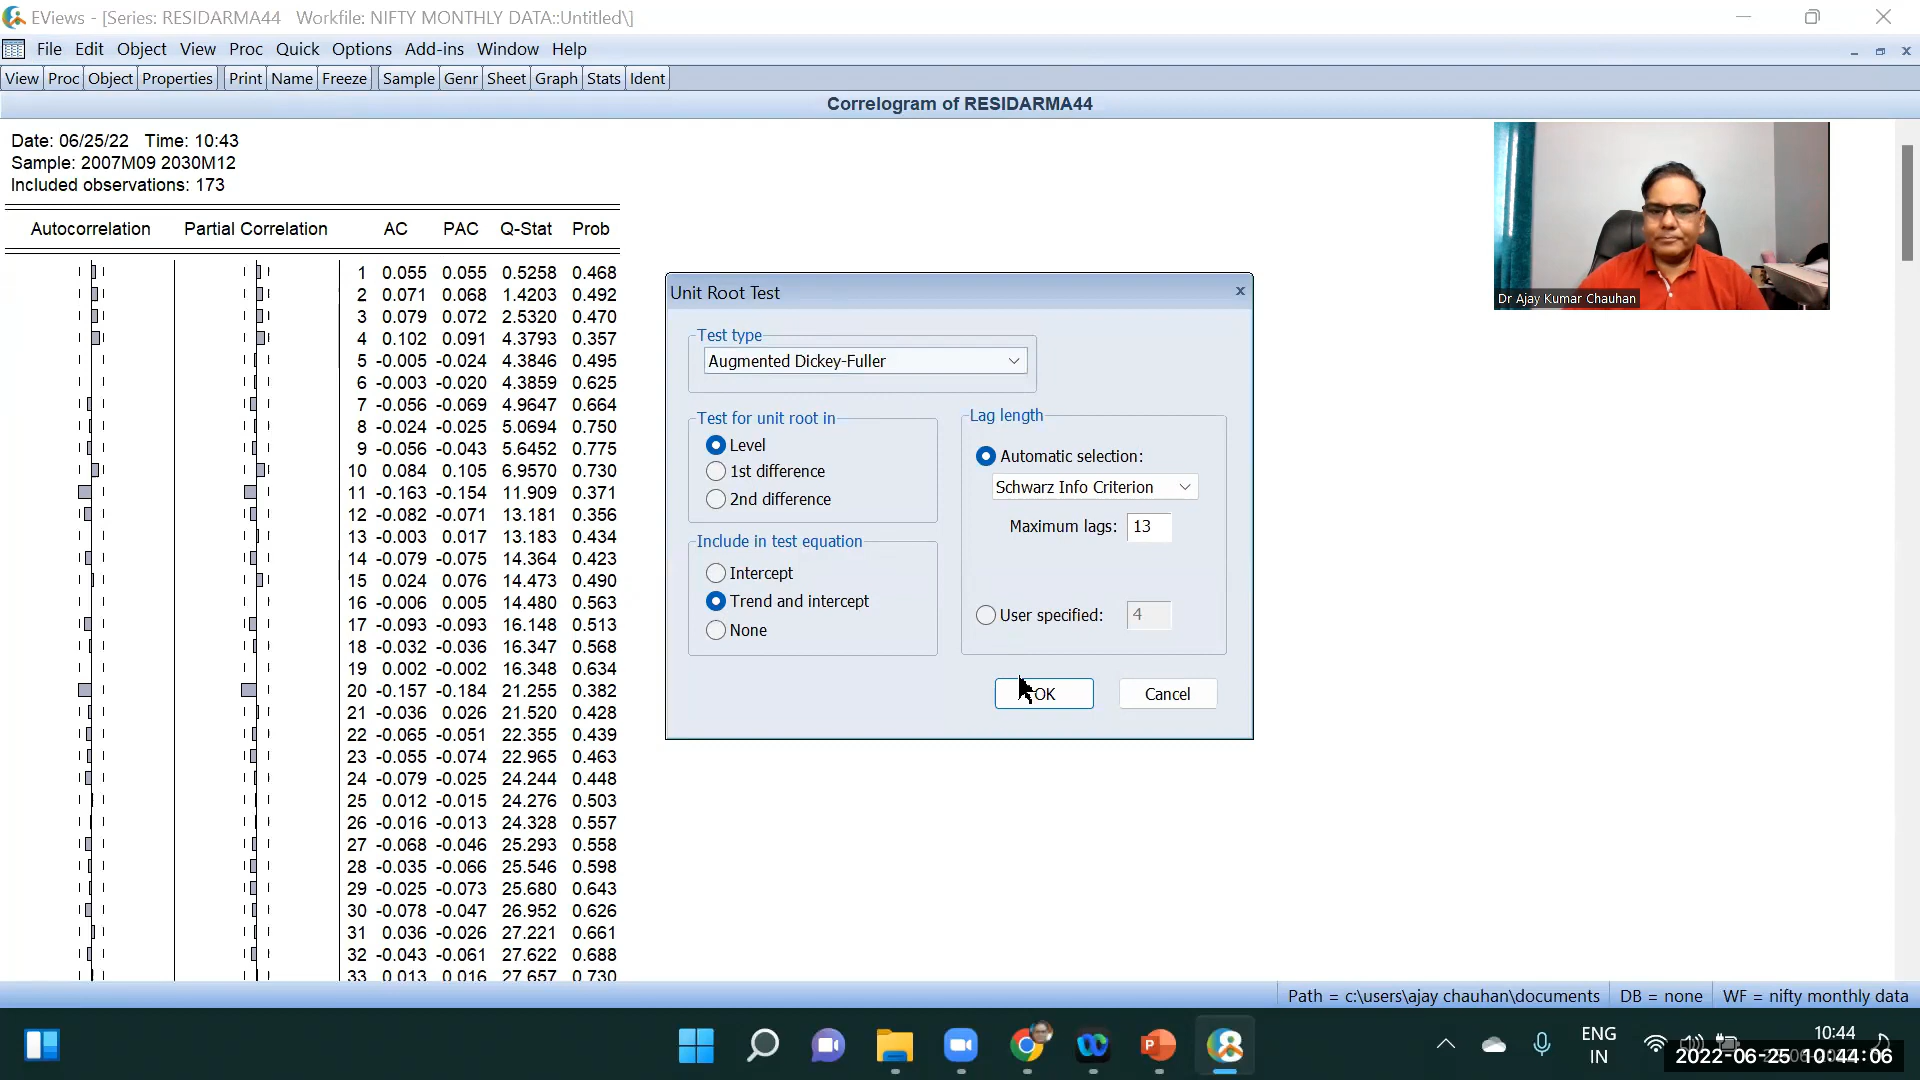 EViews - [Series: RESIDARMA44   Workfile: NIFTY MONTHLY DATA::Untitled\]
File Edit Object View Proc Quick Options Add-ins Window Help
View Proc Object Properties Print Name Freeze Sample Genr Sheet Graph Stats Ident
Correlogram of RESIDARMA44
Date: 06/25/22   Time: 10:43
Sample: 2007M09 2030M12
Included observations: 173
Autocorrelation Partial Correlation AC PAC Q-Stat Prob
1 0.055 0.055 0.5258 0.468
2 0.071 0.068 1.4203 0.492
3 0.079 0.072 2.5320 0.470
4 0.102 0.091 4.3793 0.357
5 -0.005 -0.024 4.3846 0.495
6 -0.003 -0.020 4.3859 0.625
7 -0.056 -0.069 4.9647 0.664
8 -0.024 -0.025 5.0694 0.750
9 -0.056 -0.043 5.6452 0.775
10 0.084 0.105 6.9570 0.730
11 -0.163 -0.154 11.909 0.371
12 -0.082 -0.071 13.181 0.356
13 -0.003 0.017 13.183 0.434
14 -0.079 -0.075 14.364 0.423
15 0.024 0.076 14.473 0.490
16 -0.006 0.005 14.480 0.563
17 -0.093 -0.093 16.148 0.513
18 -0.032 -0.036 16.347 0.568
19 0.002 -0.002 16.348 0.634
20 -0.157 -0.184 21.255 0.382
21 -0.036 0.026 21.520 0.428
22 -0.065 -0.051 22.355 0.439
23 -0.055 -0.074 22.965 0.463
24 -0.079 -0.025 24.244 0.448
25 0.012 -0.015 24.276 0.503
26 -0.016 -0.013 24.328 0.557
27 -0.068 -0.046 25.293 0.558
28 -0.035 -0.066 25.546 0.598
29 -0.025 -0.073 25.680 0.643
30 -0.078 -0.047 26.952 0.626
31 0.036 -0.026 27.221 0.661
32 -0.043 -0.061 27.622 0.688
33 0.013 0.016 27.657 0.730
Unit Root Test
Test type
Augmented Dickey-Fuller
Test for unit root in
Level
1st difference
2nd difference
Include in test equation
Intercept
Trend and intercept
None
Lag length
Automatic selection:
Schwarz Info Criterion
Maximum lags: 13
User specified: 4
OK Cancel
Dr Ajay Kumar Chauhan
Path = c:\users\ajay chauhan\documents DB = none WF = nifty monthly data
ENG
IN
10:44
2022-06-25 10:44:06